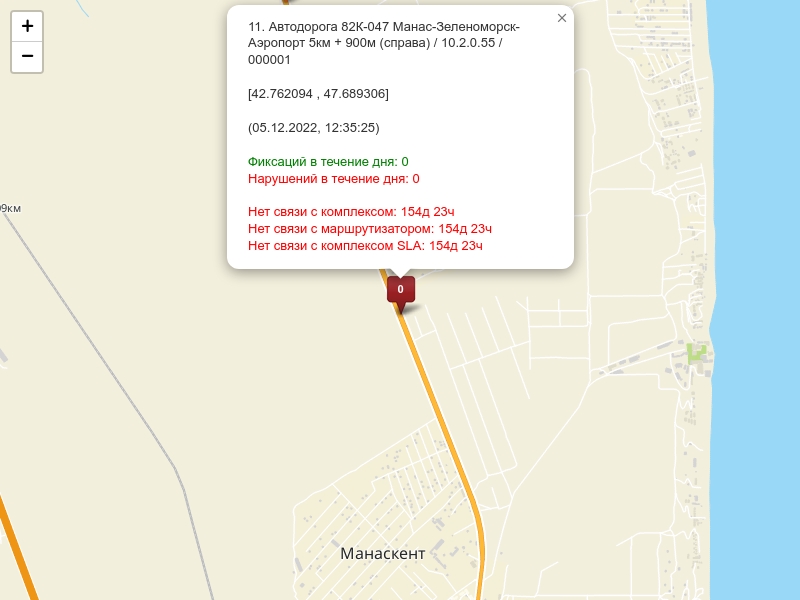 +
−
×
11. Автодорога 82К-047 Манас-Зеленоморск-
Аэропорт 5км + 900м (справа) / 10.2.0.55 /
000001
[42.762094 , 47.689306]
(05.12.2022, 12:35:25)
Фиксаций в течение дня: 0
Нарушений в течение дня: 0
Нет связи с комплексом: 154д 23ч
Нет связи с маршрутизатором: 154д 23ч
Нет связи с комплексом SLA: 154д 23ч
9км
0
Манаскент